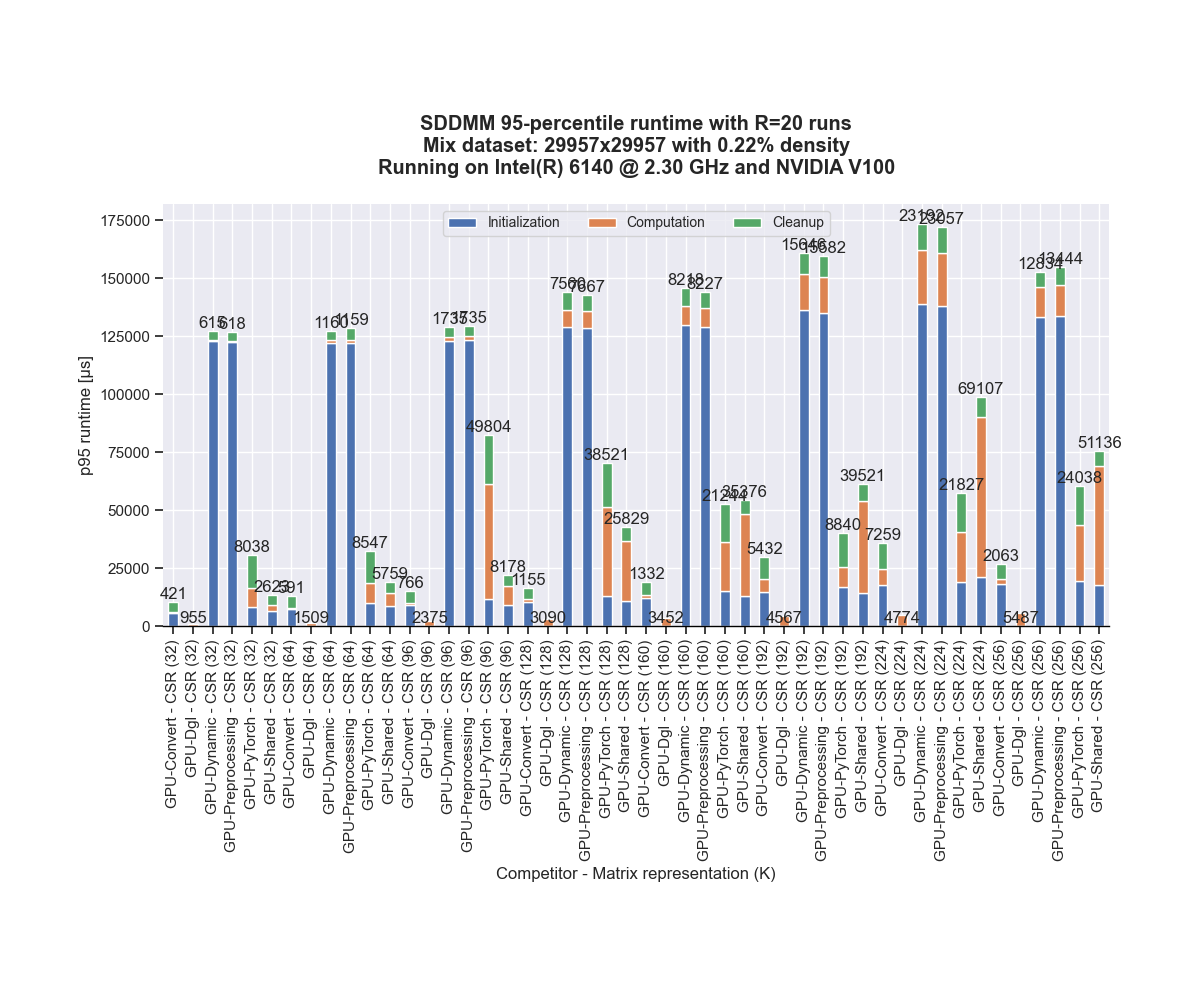 SDDMM 95-percentile runtime with R=20 runs
Mix dataset: 29957x29957 with 0.22% density
Running on Intel(R) 6140 @ 2.30 GHz and NVIDIA V100
p95 runtime [µs]
175000
150000
125000
100000
75000
50000
25000
0
Initialization
Computation
Cleanup
421
955
615
618
8038
2623
591
1509
1160
1159
8547
5759
766
2375
1735
49804
8178
1155
3090
7667
38521
25829
1332
3452
8218
8227
21244
35376
5432
4567
15646
15582
8840
39521
7259
4774
23192
23057
21827
69107
2063
5487
12834
13444
24038
51136
GPU-Convert - CSR (32)
GPU-Dgl - CSR (32)
GPU-Dynamic - CSR (32)
GPU-Preprocessing - CSR (32)
GPU-PyTorch - CSR (32)
GPU-Shared - CSR (32)
GPU-Convert - CSR (64)
GPU-Dgl - CSR (64)
GPU-Dynamic - CSR (64)
GPU-Preprocessing - CSR (64)
GPU-PyTorch - CSR (64)
GPU-Shared - CSR (64)
GPU-Convert - CSR (96)
GPU-Dgl - CSR (96)
GPU-Dynamic - CSR (96)
GPU-Preprocessing - CSR (96)
GPU-PyTorch - CSR (96)
GPU-Shared - CSR (96)
GPU-Convert - CSR (128)
GPU-Dgl - CSR (128)
GPU-Dynamic - CSR (128)
GPU-Preprocessing - CSR (128)
GPU-PyTorch - CSR (128)
GPU-Shared - CSR (128)
GPU-Convert - CSR (160)
GPU-Dgl - CSR (160)
GPU-Dynamic - CSR (160)
GPU-Preprocessing - CSR (160)
GPU-PyTorch - CSR (160)
GPU-Shared - CSR (160)
GPU-Convert - CSR (192)
GPU-Dgl - CSR (192)
GPU-Dynamic - CSR (192)
GPU-Preprocessing - CSR (192)
GPU-PyTorch - CSR (192)
GPU-Shared - CSR (192)
GPU-Convert - CSR (224)
GPU-Dgl - CSR (224)
GPU-Dynamic - CSR (224)
GPU-Preprocessing - CSR (224)
GPU-PyTorch - CSR (224)
GPU-Shared - CSR (224)
GPU-Convert - CSR (256)
GPU-Dgl - CSR (256)
GPU-Dynamic - CSR (256)
GPU-Preprocessing - CSR (256)
GPU-PyTorch - CSR (256)
GPU-Shared - CSR (256)
Competitor - Matrix representation (K)